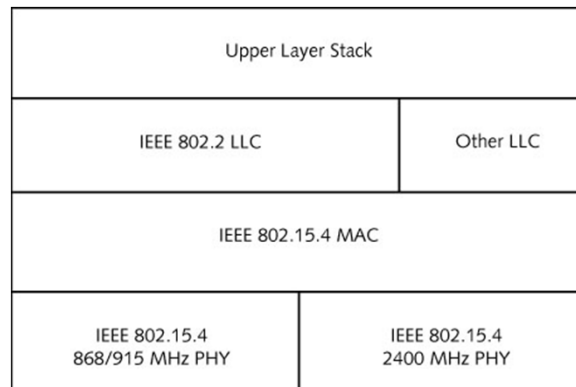 Upper Layer Stack
IEEE 802.2 LLC
Other LLC
IEEE 802.15.4 MAC
IEEE 802.15.4
868/915 MHz PHY
IEEE 802.15.4
2400 MHz PHY